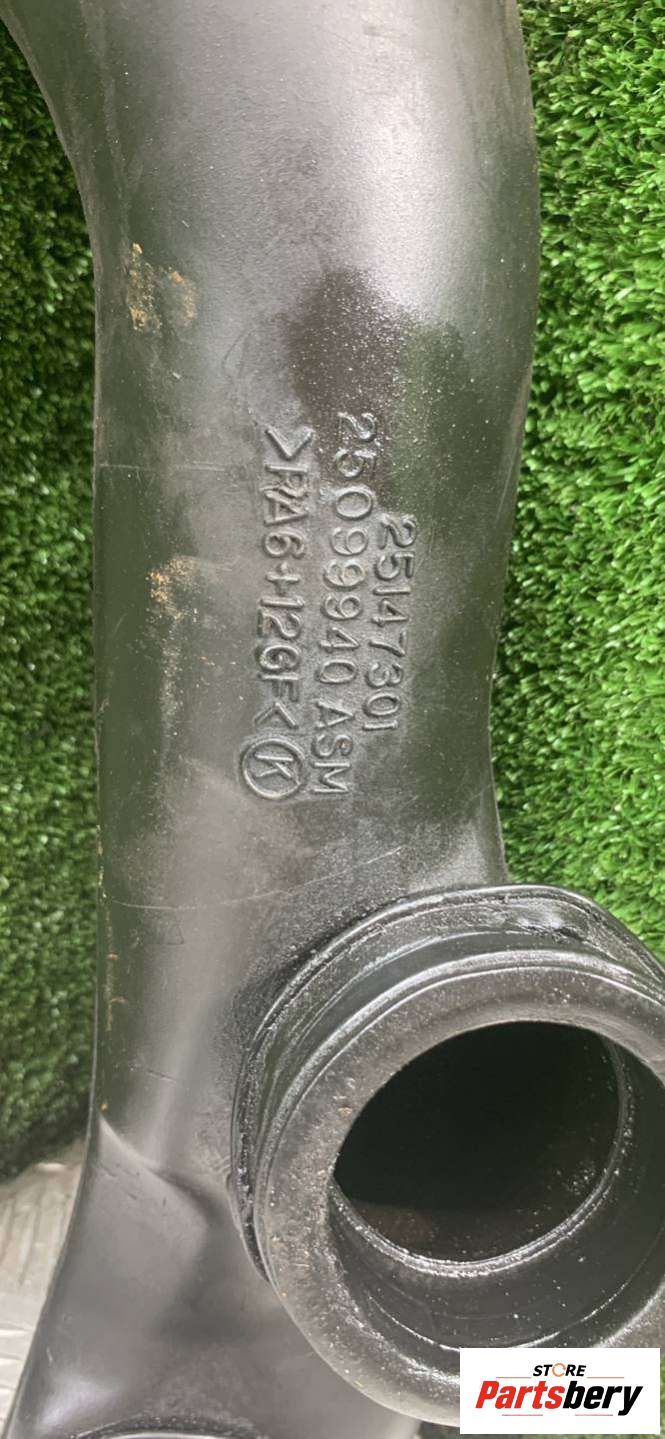 25147301
25099940 ASM
>PA6+12GF<
K
STORE
Partsbery